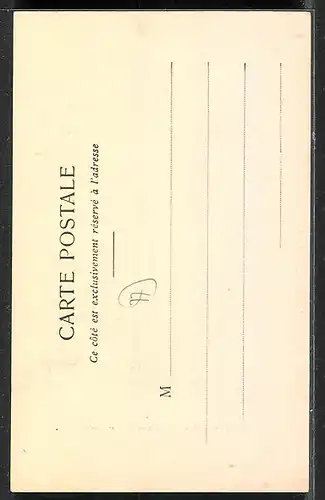 CARTE POSTALE
Ce côté est exclusivement réservé à l'adresse
M